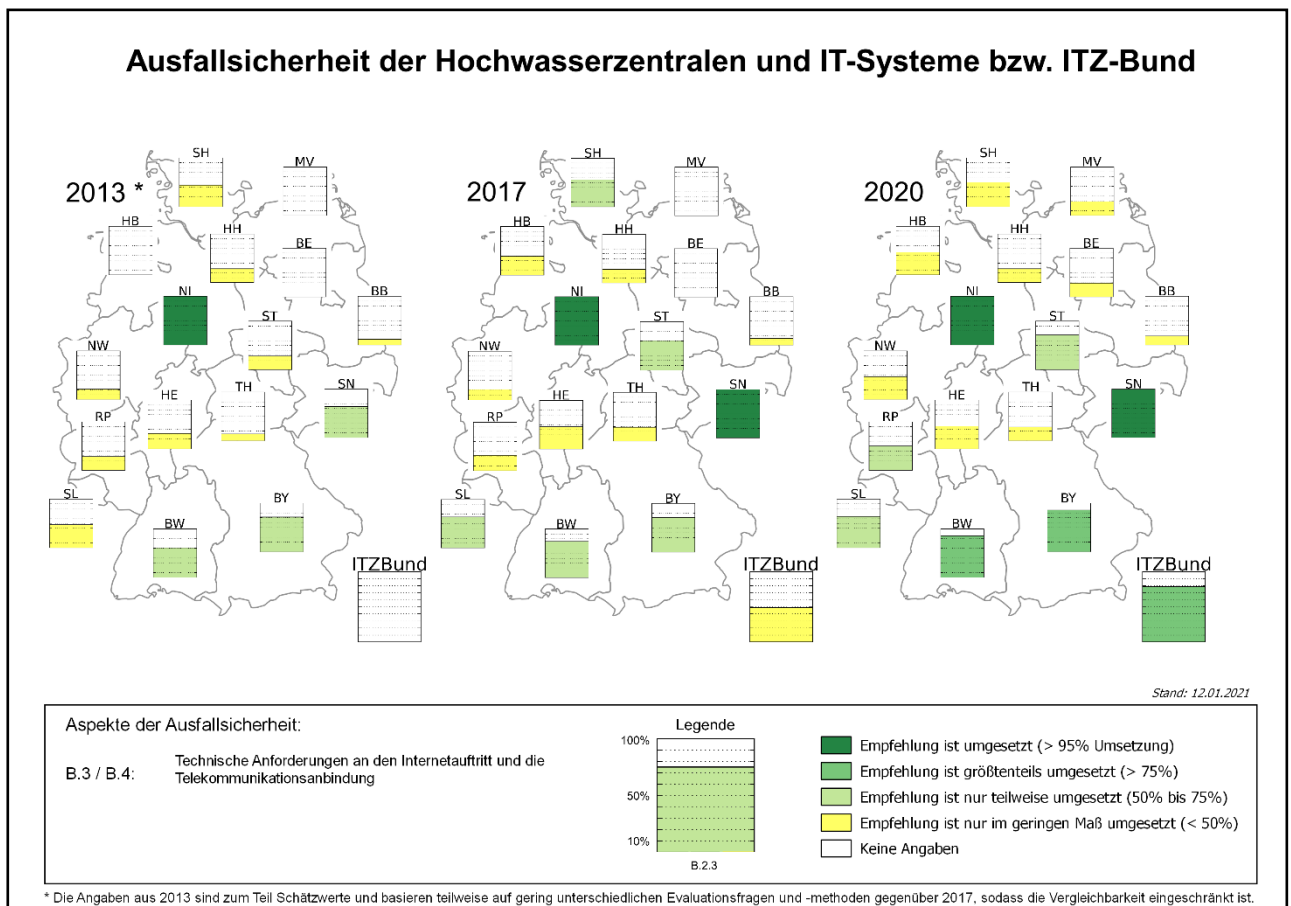 Ausfallsicherheit der Hochwasserzentralen und IT-Systeme bzw. ITZ-Bund
2013 *
SH
MV
HB
HH
BE
NI
BB
ST
NW
SN
HE
TH
RP
SL
BY
BW
ITZBund
2017
SH
MV
HB
HH
BE
NI
BB
ST
NW
SN
HE
TH
RP
SL
BY
BW
ITZBund
2020
SH
MV
HB
HH
BE
NI
BB
ST
NW
SN
HE
TH
RP
SL
BY
BW
ITZBund
Stand: 12.01.2021
Aspekte der Ausfallsicherheit:
B.3 / B.4:
Technische Anforderungen an den Internetauftritt und die
Telekommunikationsanbindung
Legende
100%
50%
10%
B.2.3
Empfehlung ist umgesetzt (> 95% Umsetzung)
Empfehlung ist größtenteils umgesetzt (> 75%)
Empfehlung ist nur teilweise umgesetzt (50% bis 75%)
Empfehlung ist nur im geringen Maß umgesetzt (< 50%)
Keine Angaben
* Die Angaben aus 2013 sind zum Teil Schätzwerte und basieren teilweise auf gering unterschiedlichen Evaluationsfragen und -methoden gegenüber 2017, sodass die Vergleichbarkeit eingeschränkt ist.